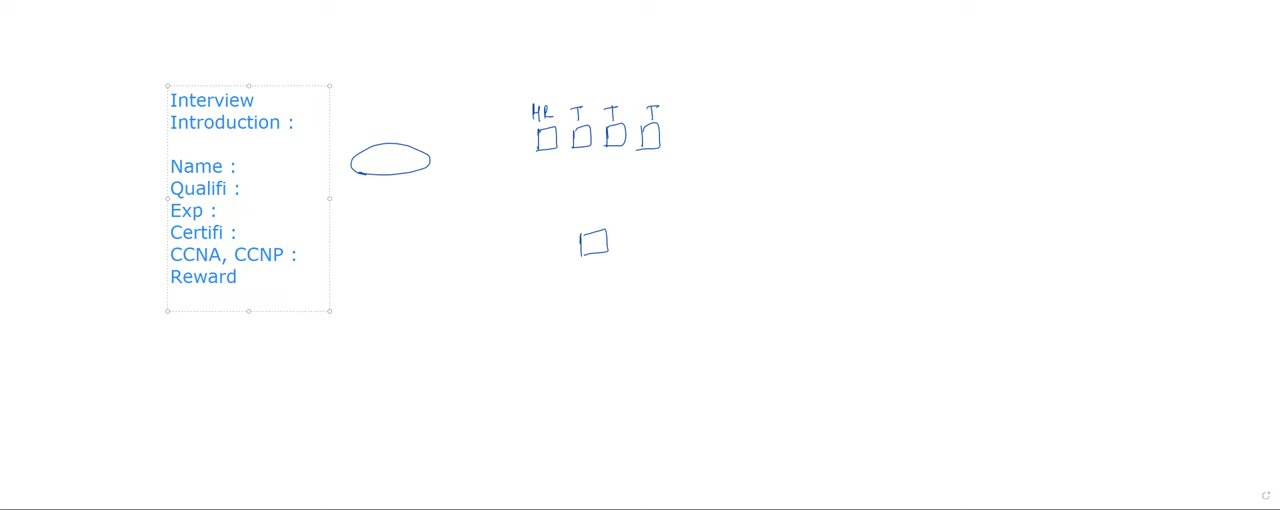 Interview
Introduction :
Name :
Qualifi :
Exp :
Certifi :
CCNA, CCNP :
Reward
HR T T T